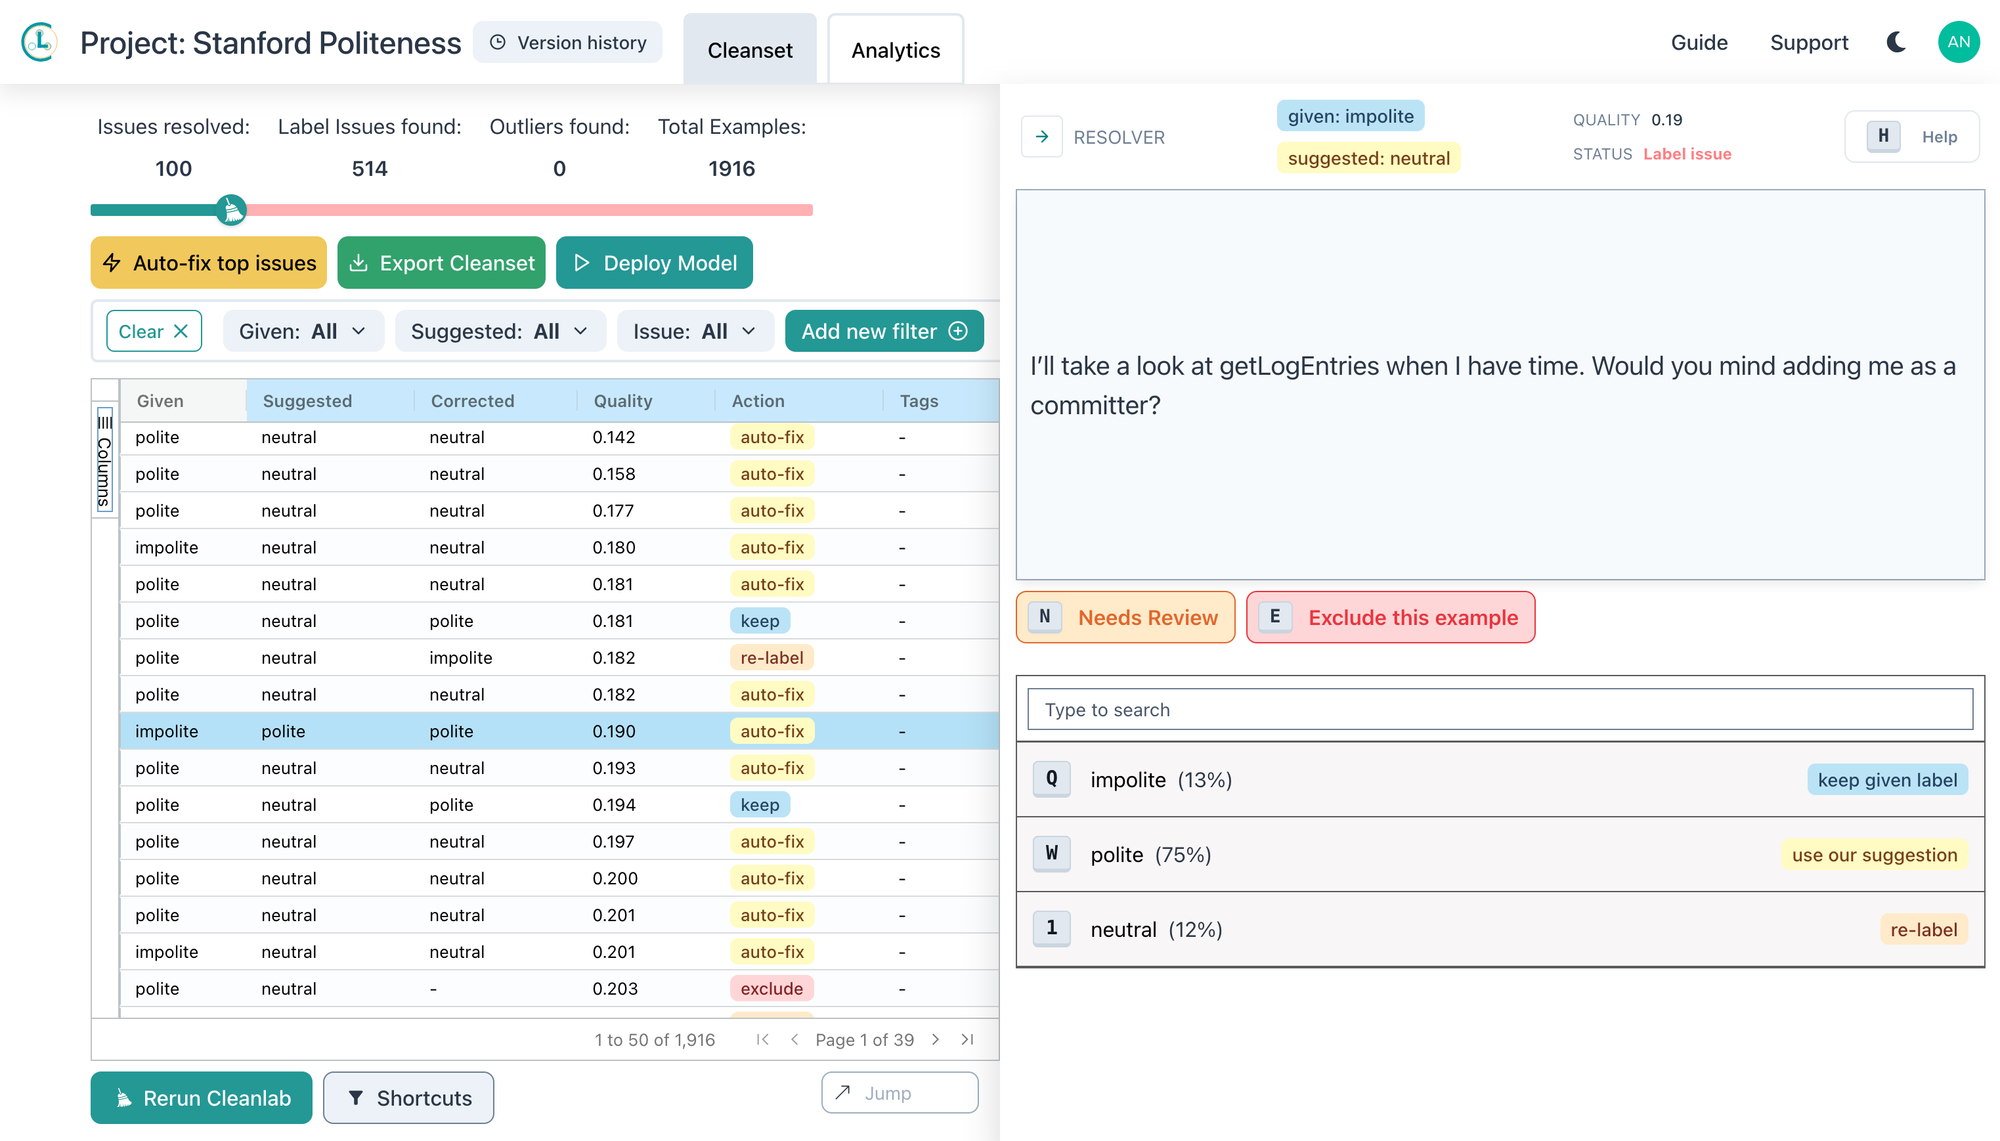 Project: Stanford Politeness
Version history
Cleanset
Analytics
Guide
Support
AN
Issues resolved: Label Issues found: Outliers found: Total Examples:
100 514 0 1916
Auto-fix top issues
Export Cleanset
Deploy Model
Clear
Given: All
Suggested: All
Issue: All
Add new filter
Columns
Given Suggested Corrected Quality Action Tags
polite neutral neutral 0.142 auto-fix -
polite neutral neutral 0.158 auto-fix -
polite neutral neutral 0.177 auto-fix -
impolite neutral neutral 0.180 auto-fix -
polite neutral neutral 0.181 auto-fix -
polite neutral polite 0.181 keep -
polite neutral impolite 0.182 re-label -
polite neutral neutral 0.182 auto-fix -
impolite polite polite 0.190 auto-fix -
polite neutral neutral 0.193 auto-fix -
polite neutral polite 0.194 keep -
polite neutral neutral 0.197 auto-fix -
polite neutral neutral 0.200 auto-fix -
polite neutral neutral 0.201 auto-fix -
impolite neutral neutral 0.201 auto-fix -
polite neutral - 0.203 exclude -
1 to 50 of 1,916 Page 1 of 39
Rerun Cleanlab
Shortcuts
Jump
RESOLVER
given: impolite
suggested: neutral
QUALITY 0.19
STATUS Label issue
H Help
I’ll take a look at getLogEntries when I have time. Would you mind adding me as a
committer?
N Needs Review
E Exclude this example
Type to search
Q impolite (13%) keep given label
W polite (75%) use our suggestion
1 neutral (12%) re-label